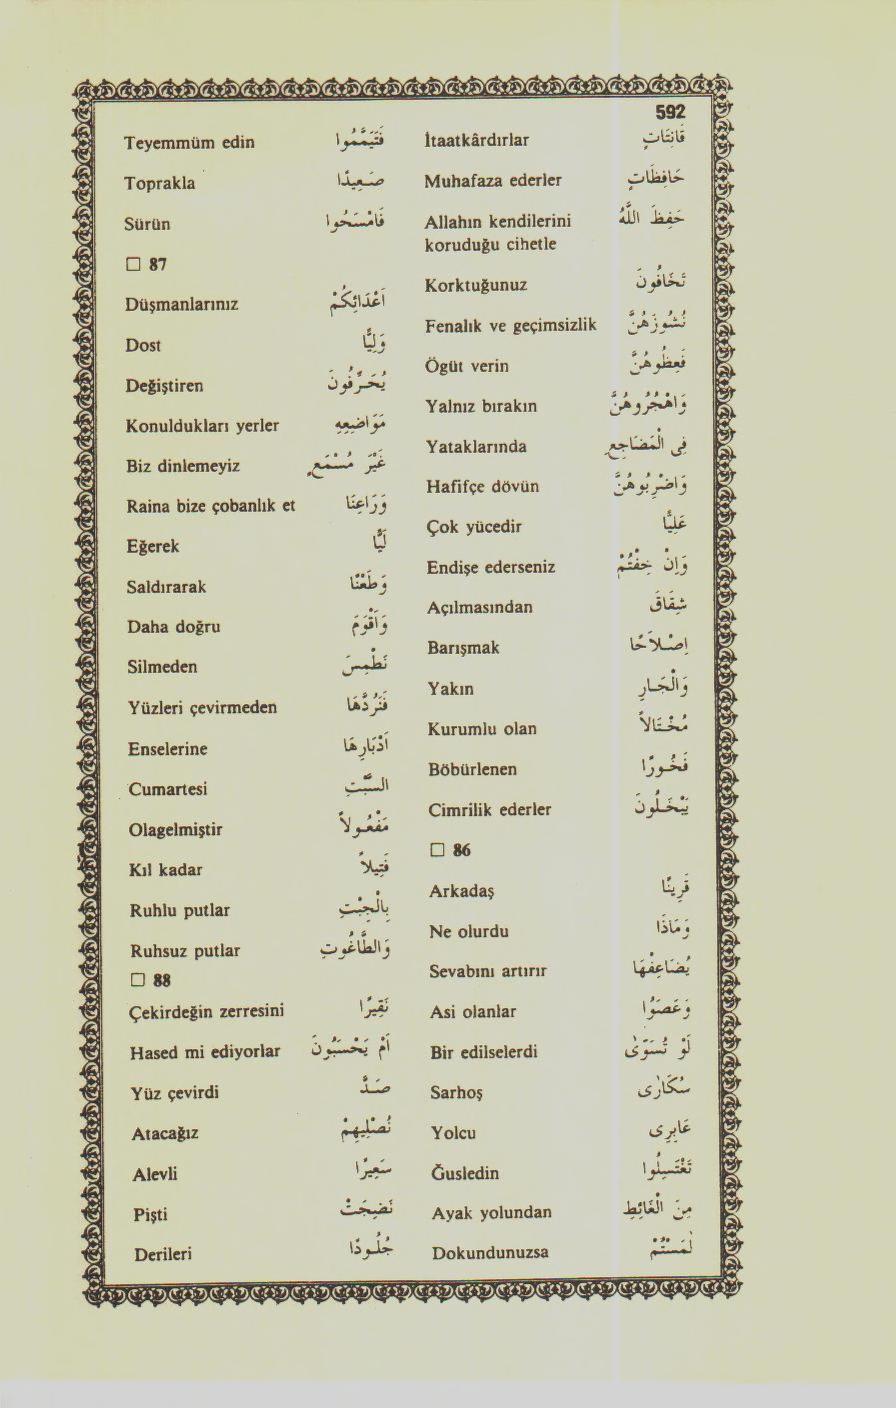 592
İtaatkârdırlar قَانِتَاتٌ
Muhafaza ederler حَافِظَاتٌ
Allahın kendilerini حَفِظَ اللّٰهُ
koruduğu cihetle
Korktuğunuz تَخَافُونَ
Fenalık ve geçimsizlik نُشُوزَهُنَّ
Ögüt verin فَعِظُوهُنَّ
Yalnız bırakın وَاهْجُرُوهُنَّ
Yataklarında فِى الْمَضَاجِعِ
Hafifçe dövün وَاضْرِبُوهُنَّ
Çok yücedir عَلِيًّا
Endişe ederseniz وَإِنْ خِفْتُمْ
Açılmasından شِقَاقَ
Barışmak إِصْلَاحًا
Yakın وَالْجَارِ
Kurumlu olan مُخْتَالاً
Böbürlenen فَخُورًا
Cimrilik ederler يَبْخَلُونَ
□ 86
Arkadaş قَرِينًا
Ne olurdu وَمَاذَا
Sevabını artırır يُضَاعِفْهَا
Asi olanlar وَعَصَوُا
Bir edilselerdi لَوْ تُسَوّٰى
Sarhoş سُكَارٰى
Yolcu عَابِرِى
Ğusledin تَغْتَسِلُوا
Ayak yolundan مِنَ الْغَائِطِ
Dokundunuzsa لٰمَسْتُمْ
Teyemmüm edin فَتَيَمَّمُوا
Toprakla صَعِيدًا
Sürün فَامْسَحُوا
□ 87
Düşmanlarınız أَعْدَائِكُمْ
Dost وَلِيًّا
Değiştiren يُحَرِّفُونَ
Konuldukları yerler مَوَاضِعِهِ
Biz dinlemeyiz غَيْرَ مُسْمَعٍ
Raina bize çobanlık et وَرَاعِنَا
Eğerek لَيًّا
Saldırarak وَطَعْنًا
Daha doğru وَأَقْوَمَ
Silmeden نَطْمِسَ
Yüzleri çevirmeden فَنَرُدَّهَا
Enselerine أَدْبَارِهَا
Cumartesi السَّبْتِ
Olagelmiştir مَفْعُولاً
Kıl kadar فَتِيلاً
Ruhlu putlar بِالْجِبْتِ
Ruhsuz putlar وَالطَّاغُوتِ
□ 88
Çekirdeğin zerresini نَقِيرًا
Hased mi ediyorlar أَمْ يَحْسَبُونَ
Yüz çevirdi صَدَّ
Atacağız نُصْلِيهِمْ
Alevli سَعِيرًا
Pişti نَضِجَتْ
Derileri جُلُودًا